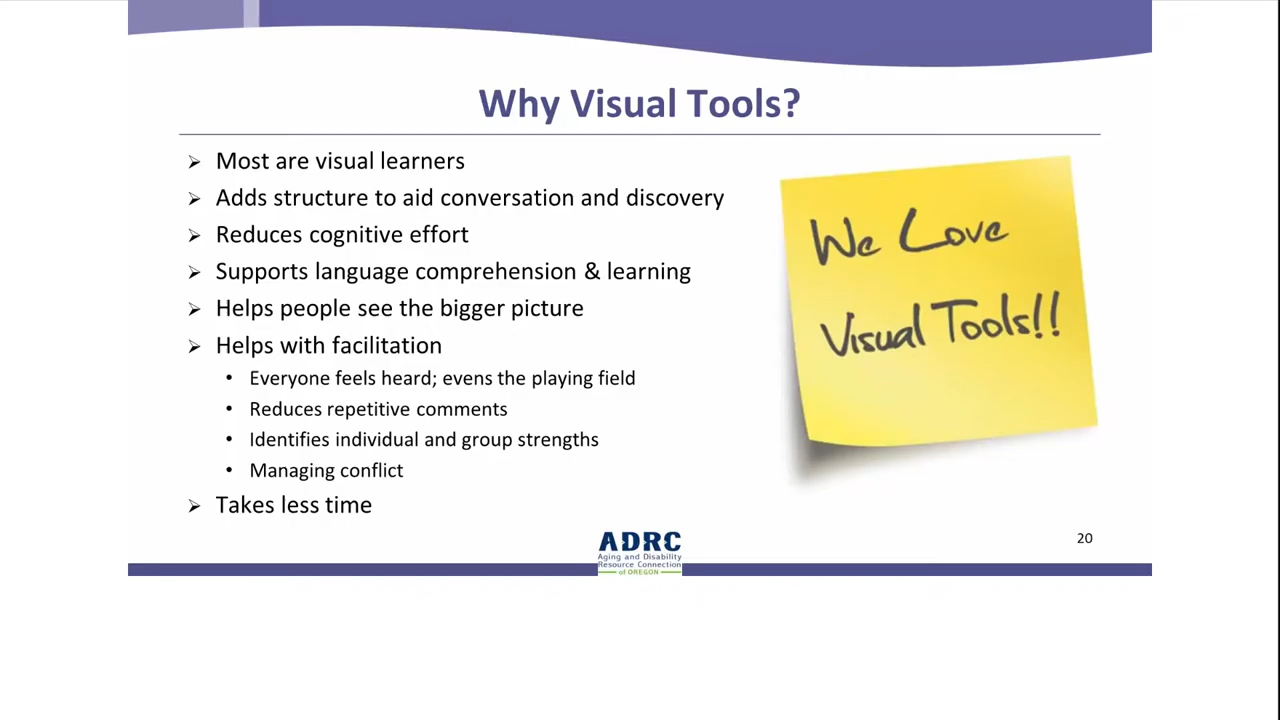 Why Visual Tools?
Most are visual learners
Adds structure to aid conversation and discovery
Reduces cognitive effort
Supports language comprehension & learning
Helps people see the bigger picture
Helps with facilitation
Everyone feels heard; evens the playing field
Reduces repetitive comments
Identifies individual and group strengths
Managing conflict
Takes less time
We Love
Visual Tools!!
ADRC
Aging and Disability
Resource Connection
of OREGON
20